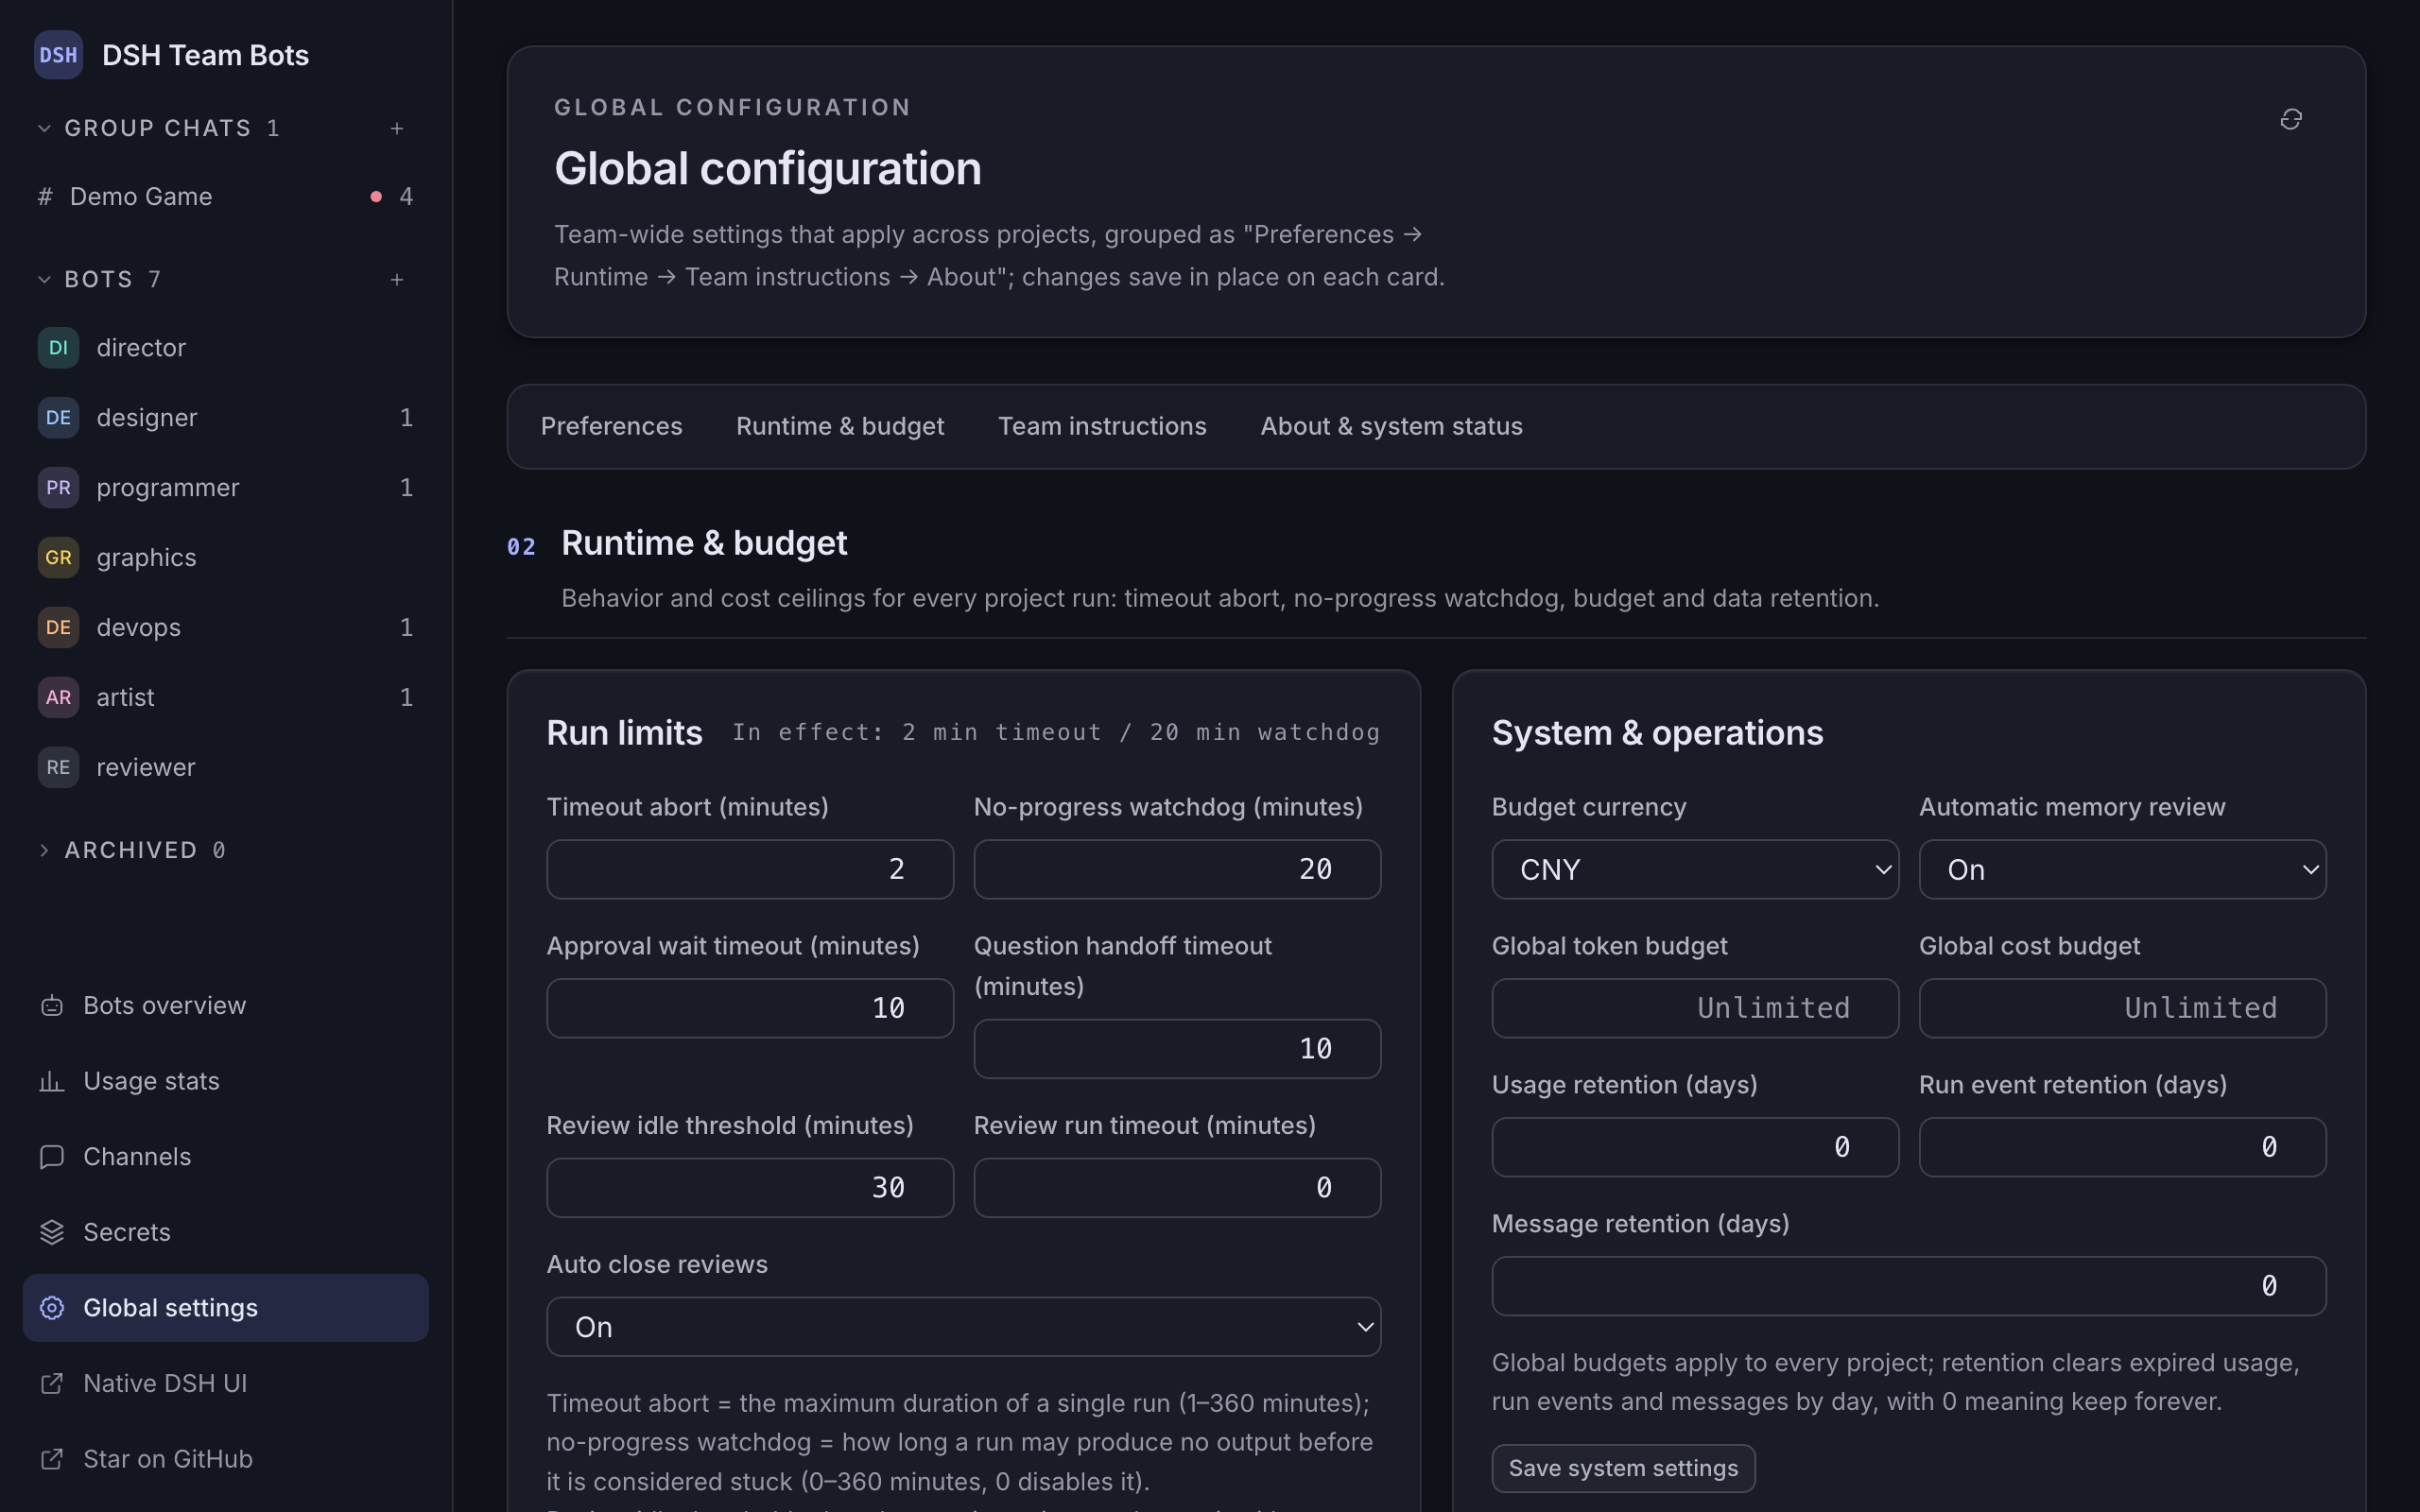 DSH
DSH Team Bots
GROUP CHATS 1
+
# Demo Game
4
BOTS 7
+
DI director
DE designer 1
PR programmer 1
GR graphics
DE devops 1
AR artist 1
RE reviewer
ARCHIVED 0
Bots overview
Usage stats
Channels
Secrets
Global settings
Native DSH UI
Star on GitHub
GLOBAL CONFIGURATION
Global configuration
Team-wide settings that apply across projects, grouped as "Preferences →
Runtime → Team instructions → About"; changes save in place on each card.
Preferences Runtime & budget Team instructions About & system status
02 Runtime & budget
Behavior and cost ceilings for every project run: timeout abort, no-progress watchdog, budget and data retention.
Run limits In effect: 2 min timeout / 20 min watchdog
Timeout abort (minutes)
2
No-progress watchdog (minutes)
20
Approval wait timeout (minutes)
10
Question handoff timeout
(minutes)
10
Review idle threshold (minutes)
30
Review run timeout (minutes)
0
Auto close reviews
On
Timeout abort = the maximum duration of a single run (1–360 minutes);
no-progress watchdog = how long a run may produce no output before
it is considered stuck (0–360 minutes, 0 disables it).
System & operations
Budget currency
CNY
Automatic memory review
On
Global token budget
Unlimited
Global cost budget
Unlimited
Usage retention (days)
0
Run event retention (days)
0
Message retention (days)
0
Global budgets apply to every project; retention clears expired usage,
run events and messages by day, with 0 meaning keep forever.
Save system settings